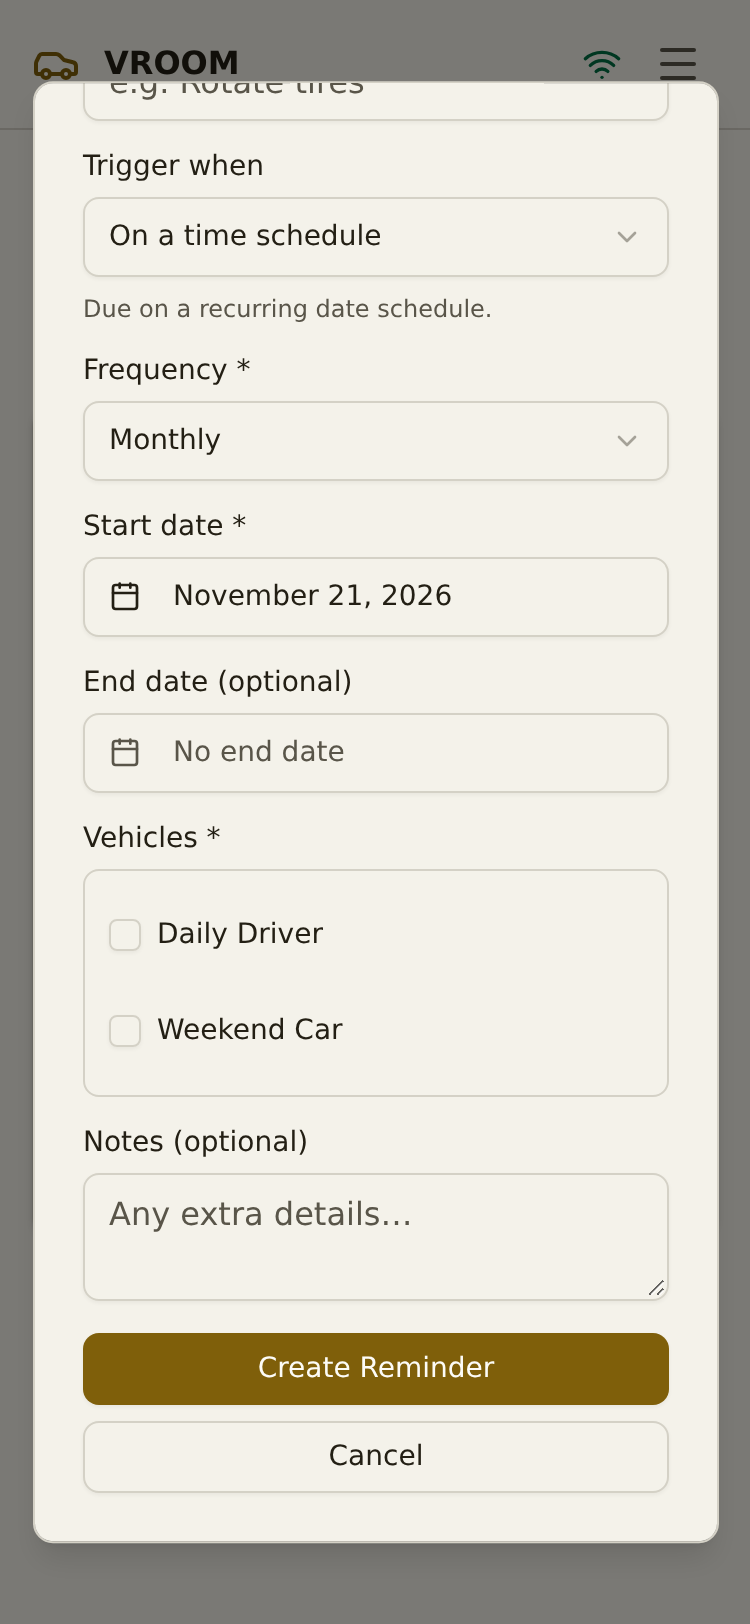 VROOM
e.g. Rotate tires
Trigger when
On a time schedule
Due on a recurring date schedule.
Frequency *
Monthly
Start date *
November 21, 2026
End date (optional)
No end date
Vehicles *
Daily Driver
Weekend Car
Notes (optional)
Any extra details...
Create Reminder
Cancel